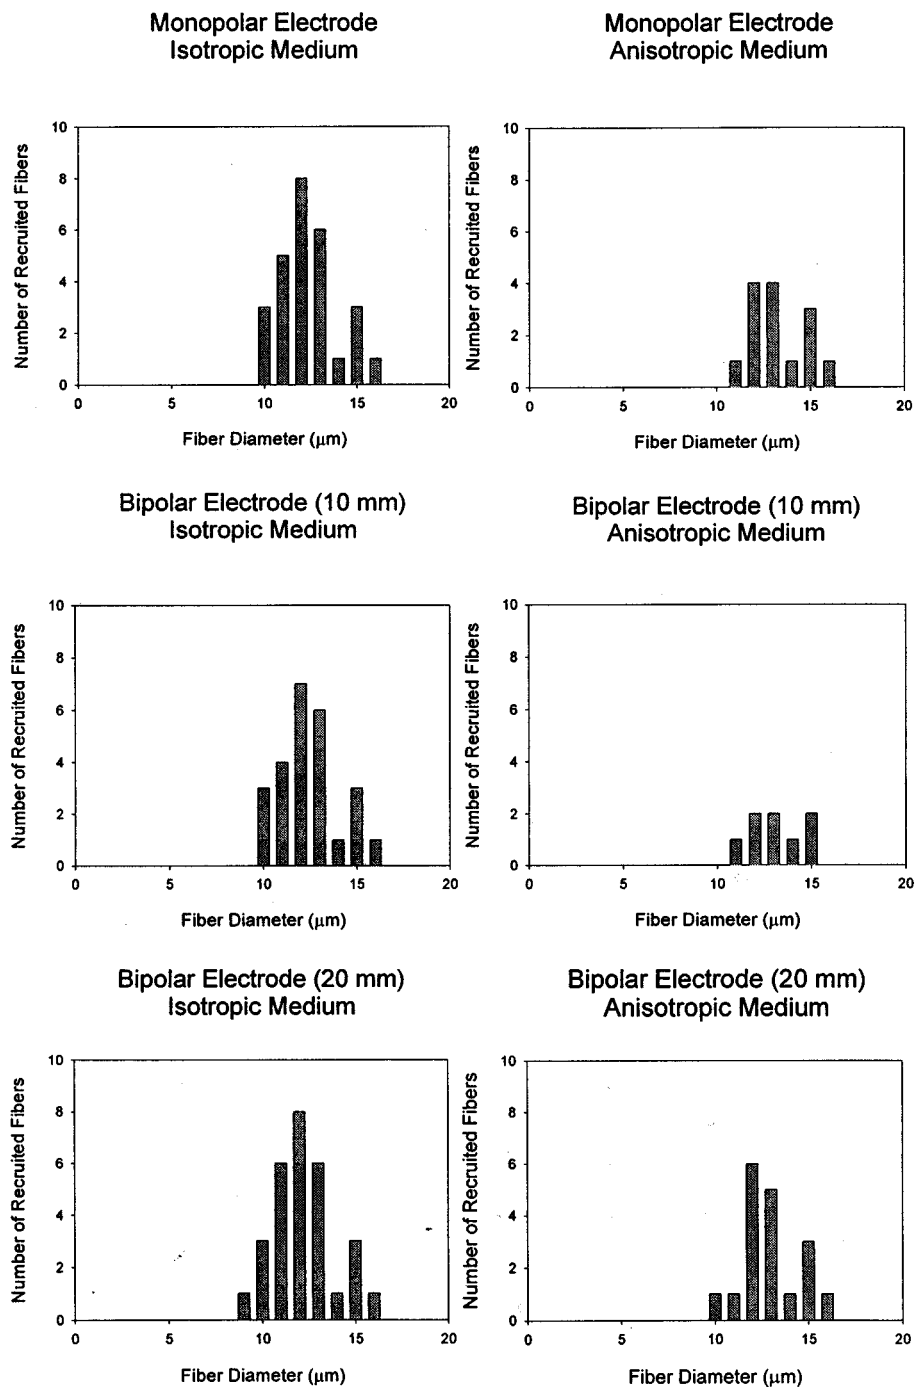 Monopolar Electrode
Isotropic Medium
Number of Recruited Fibers
10
8
6
4
2
0
0 5 10 15 20
Fiber Diameter (μm)
Monopolar Electrode
Anisotropic Medium
Number of Recruited Fibers
10
8
6
4
2
0
0 5 10 15 20
Fiber Diameter (μm)
Bipolar Electrode (10 mm)
Isotropic Medium
Number of Recruited Fibers
10
8
6
4
2
0
0 5 10 15 20
Fiber Diameter (μm)
Bipolar Electrode (10 mm)
Anisotropic Medium
Number of Recruited Fibers
10
8
6
4
2
0
0 5 10 15 20
Fiber Diameter (μm)
Bipolar Electrode (20 mm)
Isotropic Medium
Number of Recruited Fibers
10
8
6
4
2
0
0 5 10 15 20
Fiber Diameter (μm)
Bipolar Electrode (20 mm)
Anisotropic Medium
Number of Recruited Fibers
10
8
6
4
2
0
0 5 10 15 20
Fiber Diameter (μm)